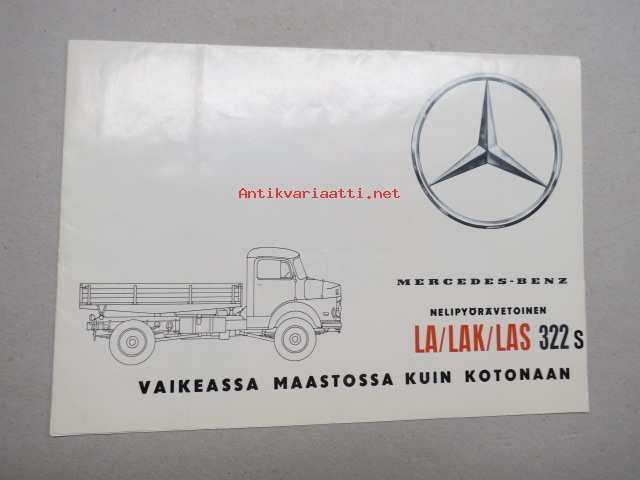 Antikvariaatti.net
MERCEDES-BENZ
NELIPYÖRÄVETOINEN
LA/LAK/LAS 322 s
VAIKEASSA MAASTOSSA KUIN KOTONAAN